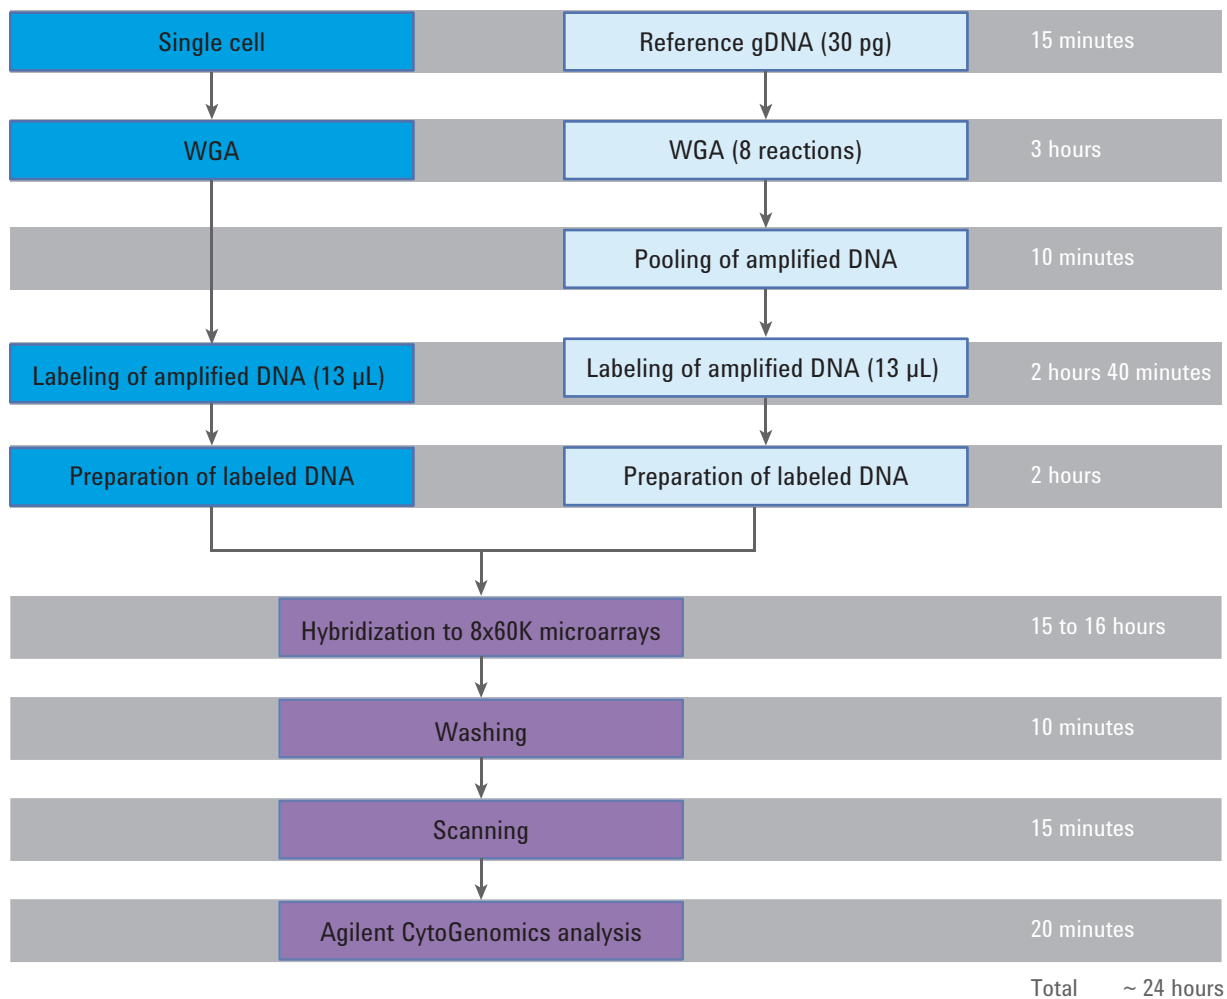 Single cell
Reference gDNA (30 pg)
15 minutes
WGA
WGA (8 reactions)
3 hours
Pooling of amplified DNA
10 minutes
Labeling of amplified DNA (13 µL)
Labeling of amplified DNA (13 µL)
2 hours 40 minutes
Preparation of labeled DNA
Preparation of labeled DNA
2 hours
Hybridization to 8x60K microarrays
15 to 16 hours
Washing
10 minutes
Scanning
15 minutes
Agilent CytoGenomics analysis
20 minutes
Total ~ 24 hours